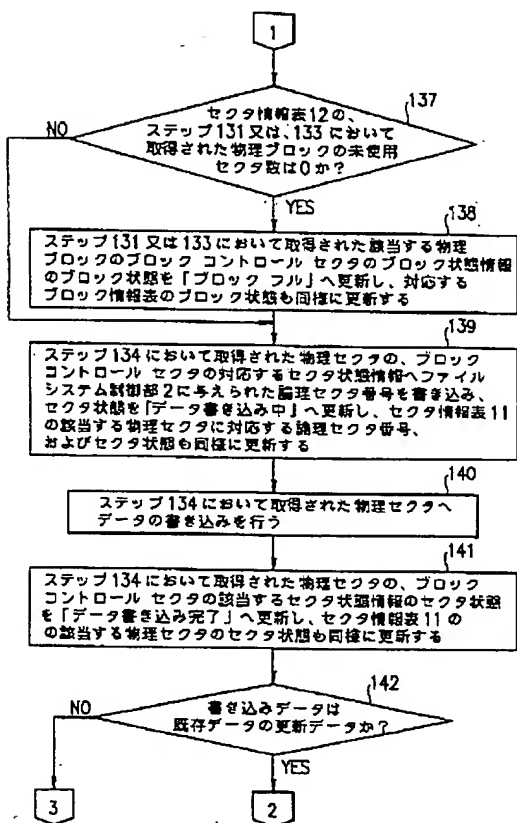 1
137
セクタ情報表12の、
ステップ131又は、133において
取得された物理ブロックの未使用
セクタ数は0か?
NO
YES
138
ステップ131又は133において取得された該当する物理
ブロックのブロック コントロール セクタのブロック状態情報
のブロック状態を「ブロック フル」へ更新し、対応する
ブロック情報表のブロック状態も同様に更新する
139
ステップ134において取得された物理セクタの、ブロック
コントロール セクタの対応するセクタ状態情報へファイル
システム制御部2に与えられた論理セクタ番号を書き込み、
セクタ状態を「データ書き込み中」へ更新し、セクタ情報表11
の該当する物理セクタに対応する論理セクタ番号、
およびセクタ状態も同様に更新する
140
ステップ134において取得された物理セクタへ
データの書き込みを行う
141
ステップ134において取得された物理セクタの、ブロック
コントロール セクタの該当するセクタ状態情報のセクタ状態
を「データ書き込み完了」へ更新し、セクタ情報表11の
の該当する物理セクタのセクタ状態も同様に更新する
142
書き込みデータは
既存データの更新データか?
NO
YES
3
2